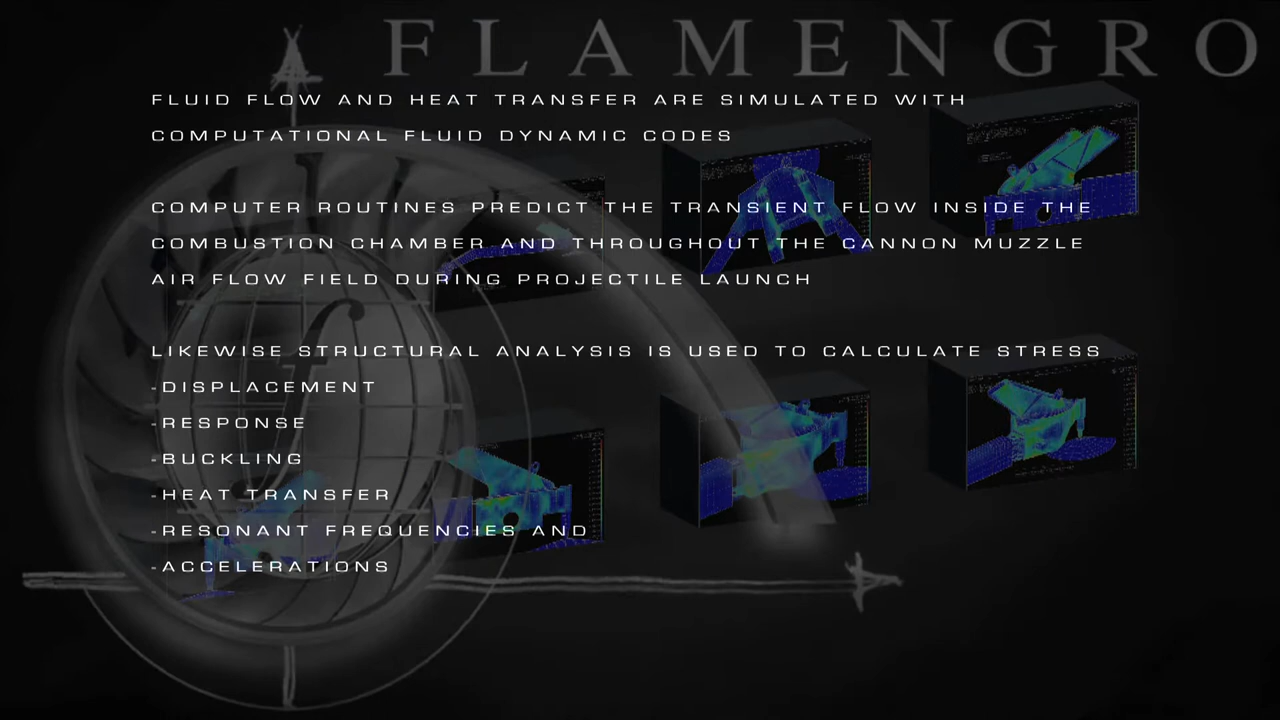 FLAMENGRO
FLUID FLOW AND HEAT TRANSFER ARE SIMULATED WITH
COMPUTATIONAL FLUID DYNAMIC CODES
COMPUTER ROUTINES PREDICT THE TRANSIENT FLOW INSIDE THE
COMBUSTION CHAMBER AND THROUGHOUT THE CANNON MUZZLE
AIR FLOW FIELD DURING PROJECTILE LAUNCH
LIKEWISE STRUCTURAL ANALYSIS IS USED TO CALCULATE STRESS
-DISPLACEMENT
-RESPONSE
-BUCKLING
-HEAT TRANSFER
-RESONANT FREQUENCIES AND
-ACCELERATIONS